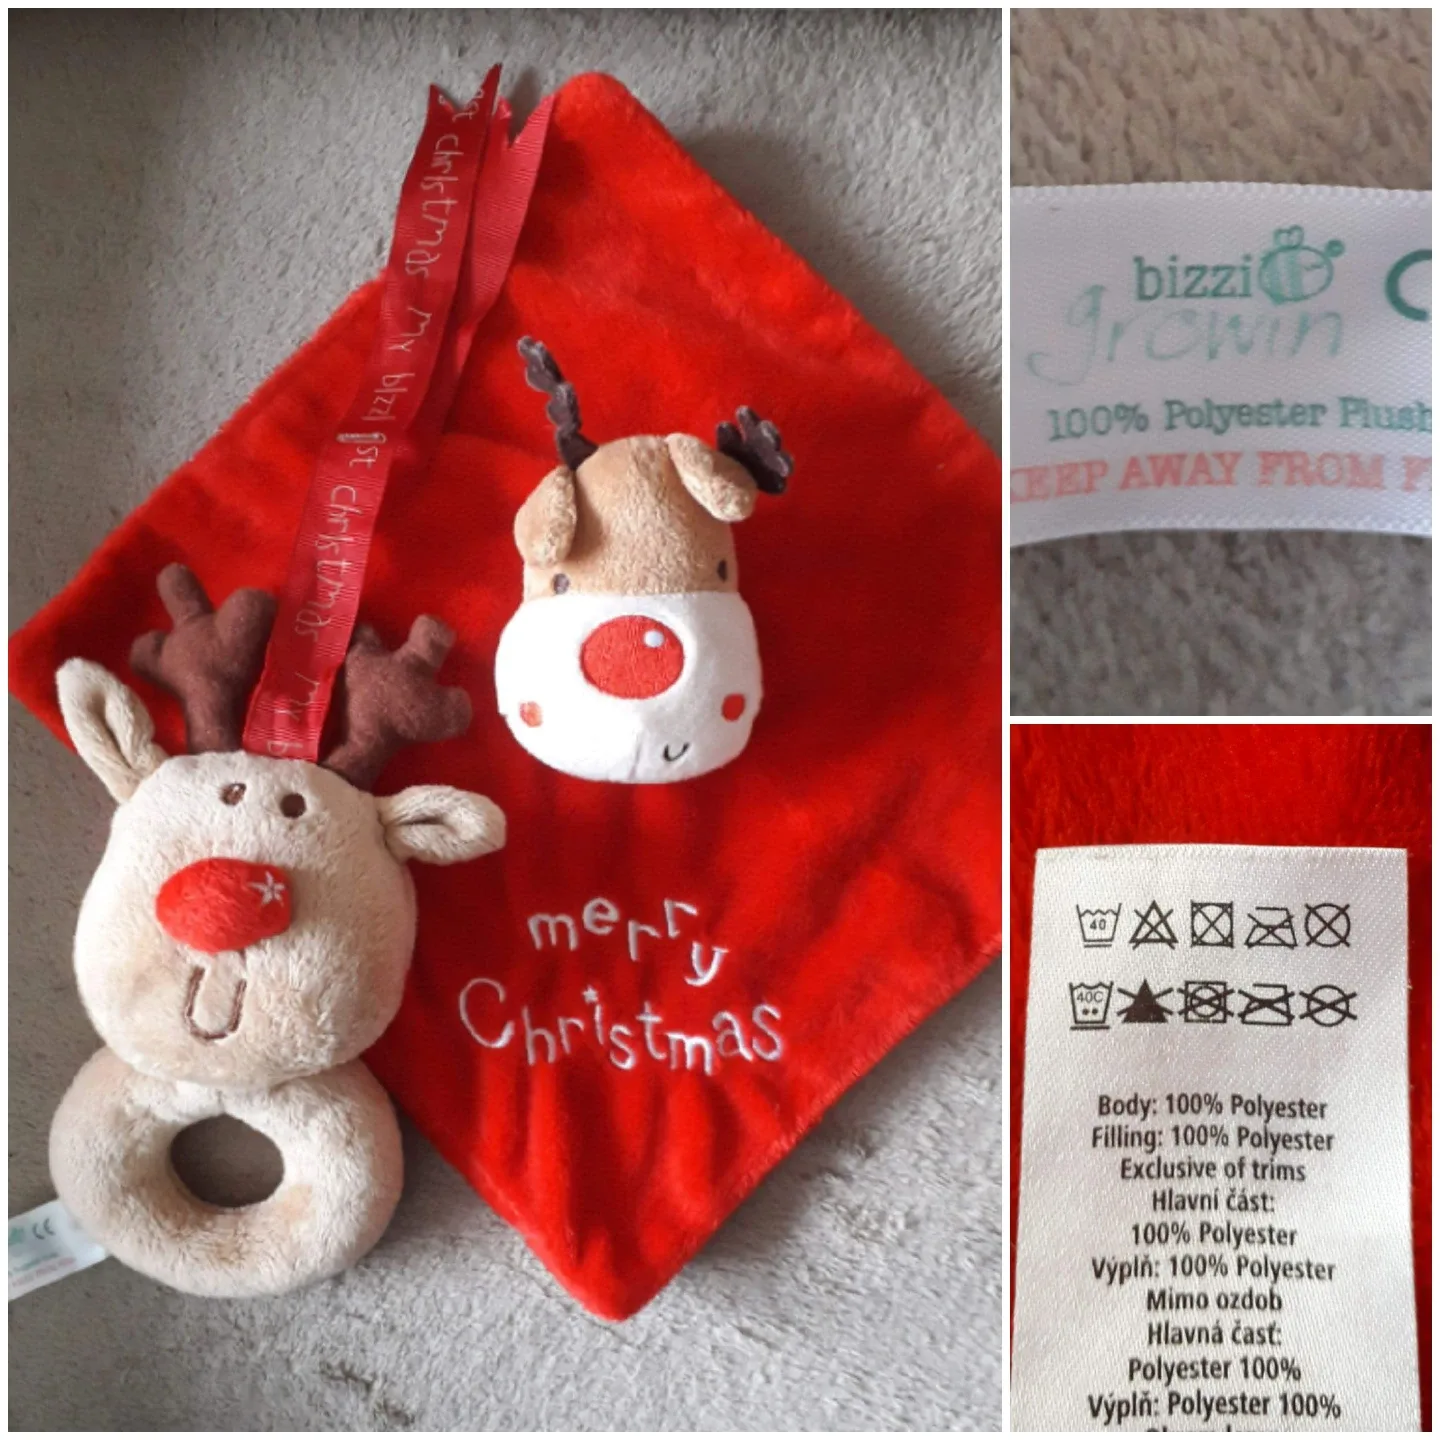 st christmas my bizzi 1st christmas my b
merry
Christmas
CE
bizzi
growin
100% Polyester Plush
KEEP AWAY FROM F
40
40C
Body: 100% Polyester
Filling: 100% Polyester
Exclusive of trims
Hlavní část:
100% Polyester
Výplň: 100% Polyester
Mimo ozdob
Hlavná časť:
Polyester 100%
Výplň: Polyester 100%